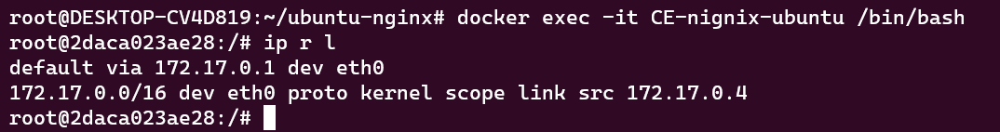 root@DESKTOP-CV4D819:~/ubuntu-nginx# docker exec -it CE-nignix-ubuntu /bin/bash
root@2daca023ae28:/# ip r l
default via 172.17.0.1 dev eth0
172.17.0.0/16 dev eth0 proto kernel scope link src 172.17.0.4
root@2daca023ae28:/#